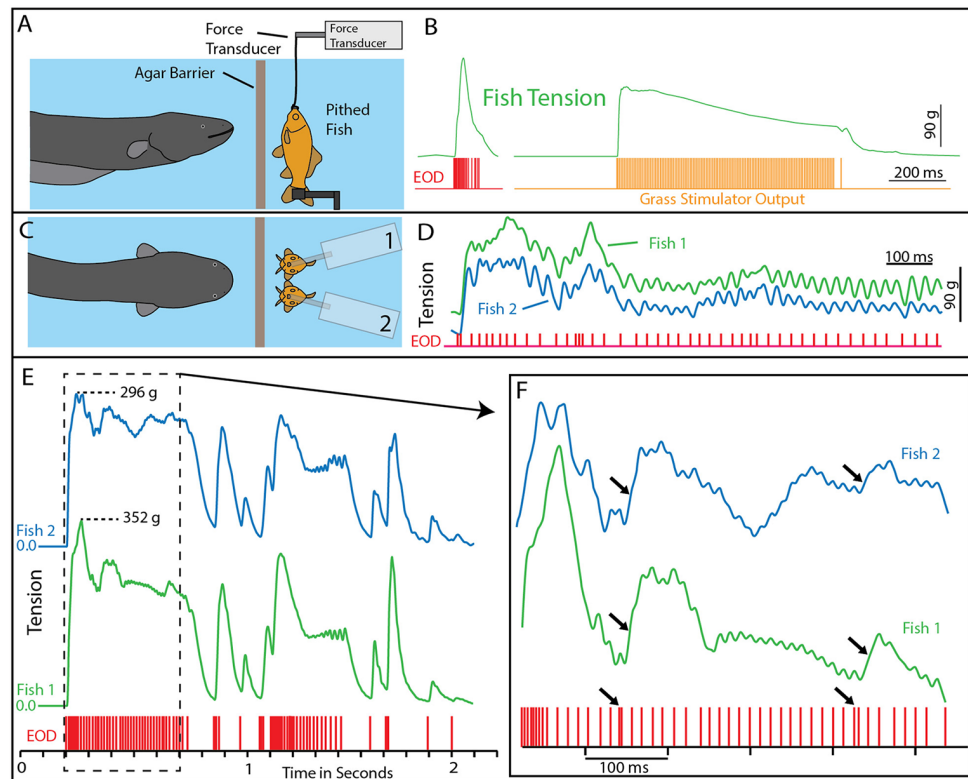 A
Force
Transducer
Force
Transducer
Agar Barrier
Pithed
Fish
B
Fish Tension
90 g
EOD
200 ms
Grass Stimulator Output
C
1
2
D
Fish 1
100 ms
Fish 2
90 g
Tension
EOD
E
296 g
Fish 2
0.0
352 g
Tension
Fish 1
0.0
EOD
0
1
Time in Seconds
2
F
Fish 2
Fish 1
100 ms